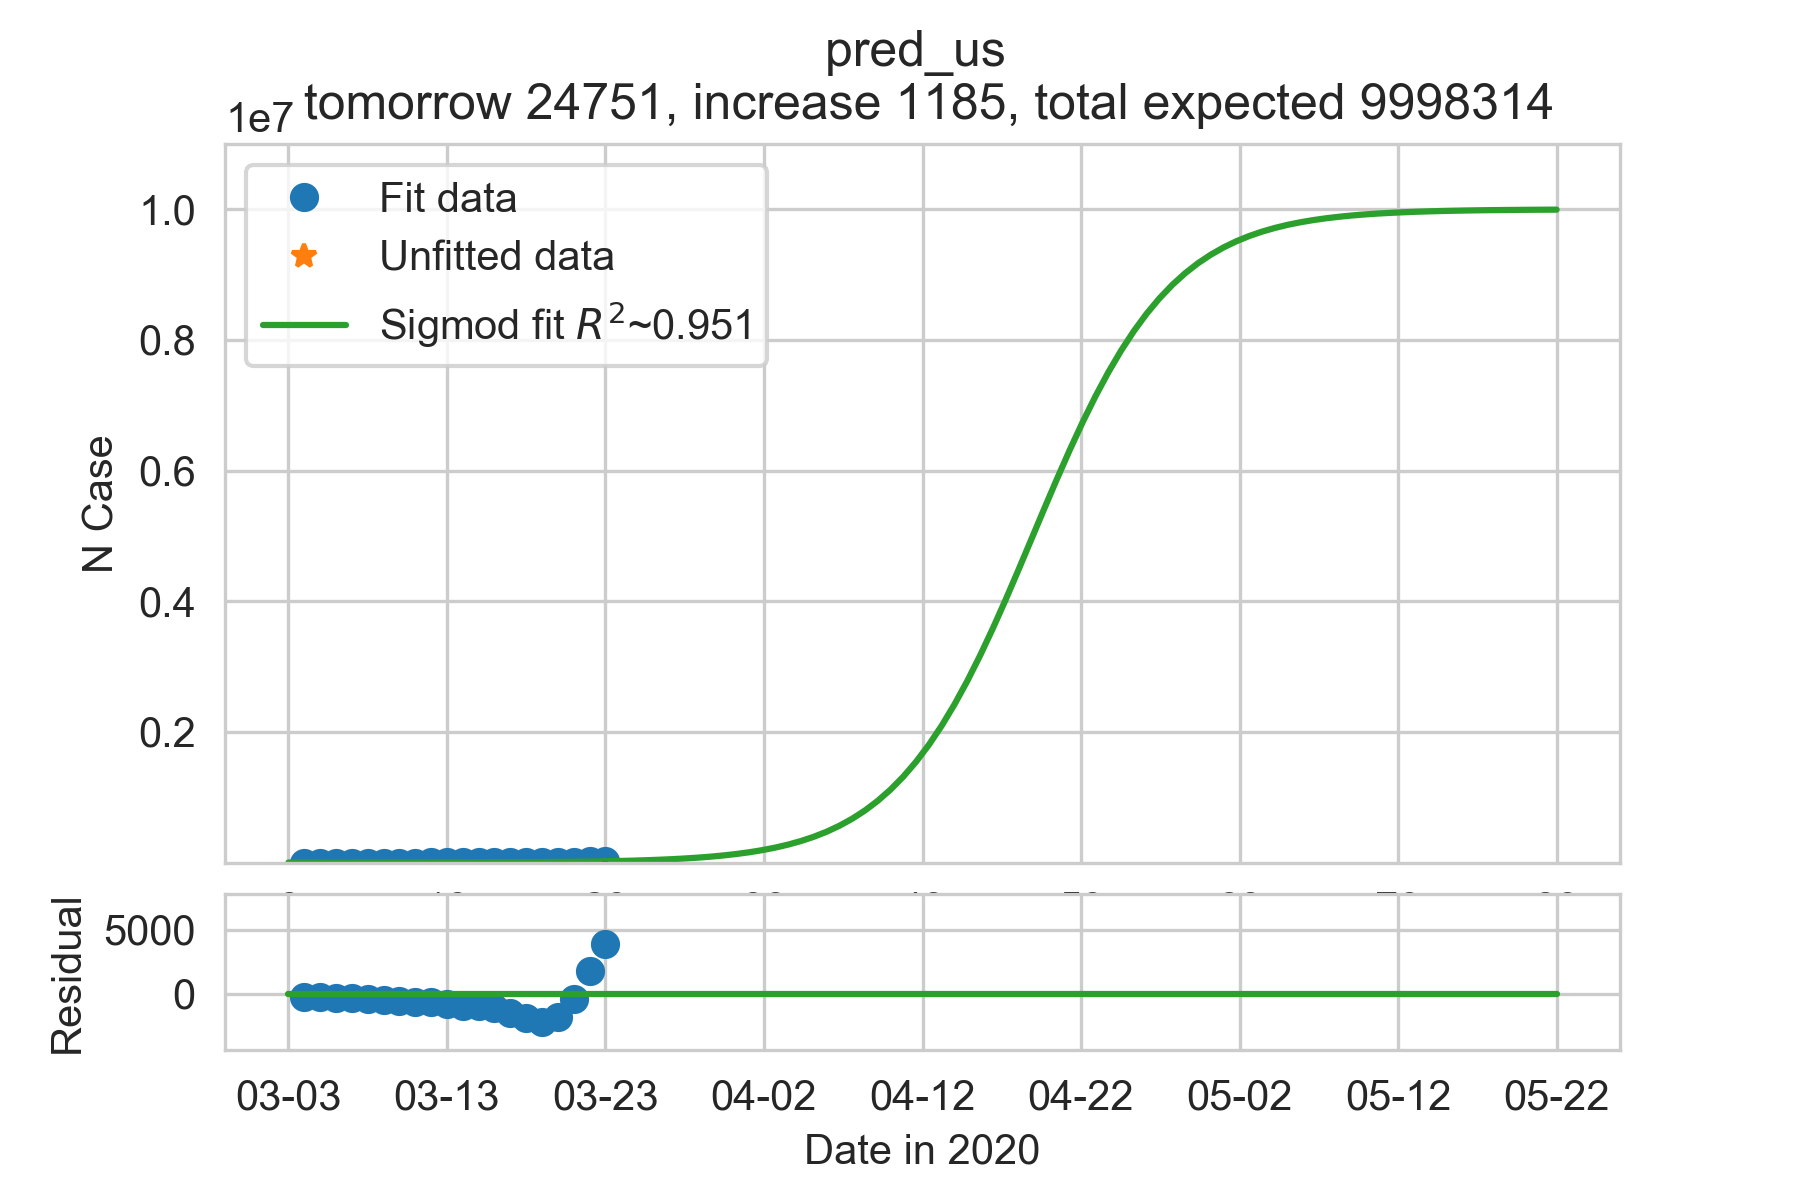 pred_us
tomorrow 24751, increase 1185, total expected 9998314
1e7
Fit data
Unfitted data
Sigmod fit R²~0.951
1.0
0.8
0.6
0.4
0.2
N Case
Residual
5000
0
03-03 03-13 03-23 04-02 04-12 04-22 05-02 05-12 05-22
Date in 2020